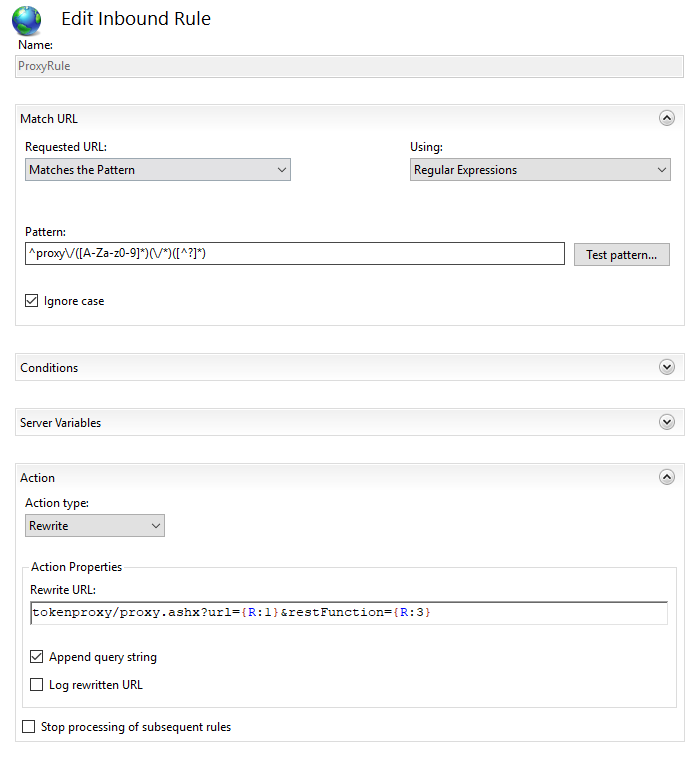 Edit Inbound Rule
Name:
ProxyRule
Match URL
Requested URL: Using:
Matches the Pattern Regular Expressions
Pattern:
^proxy\/([A-Za-z0-9]*)(\/*)([^?]*) Test pattern...
Ignore case
Conditions
Server Variables
Action
Action type:
Rewrite
Action Properties
Rewrite URL:
tokenproxy/proxy.ashx?url={R:1}&restFunction={R:3}
Append query string
Log rewritten URL
Stop processing of subsequent rules